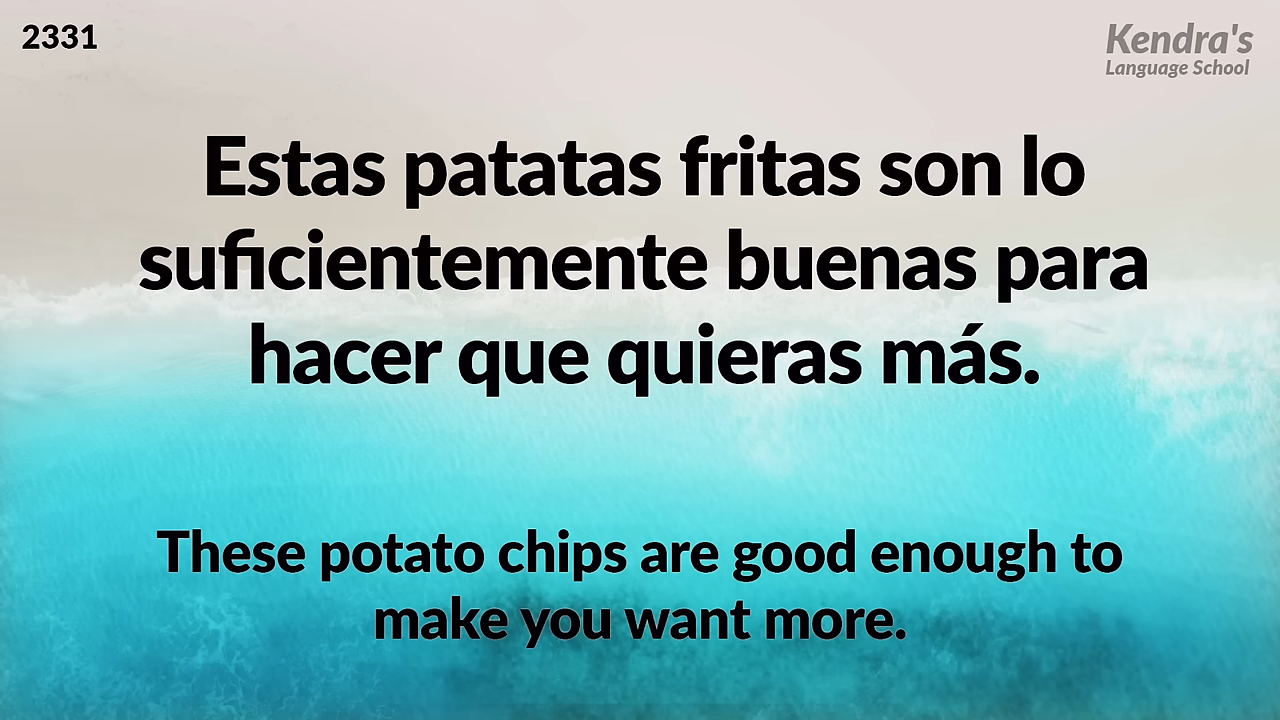 2331
Kendra's
Language School
Estas patatas fritas son lo
suficientemente buenas para
hacer que quieras más.
These potato chips are good enough to
make you want more.